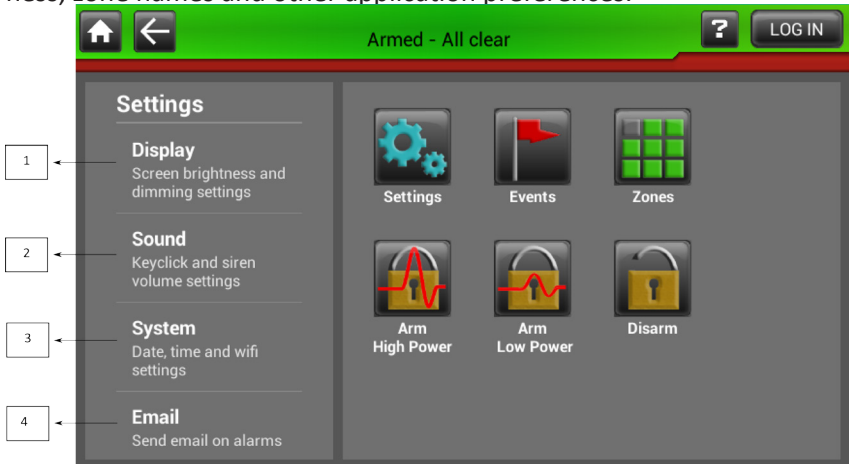 ness, zone names and other application preferences.
Armed - All clear
?
LOG IN
Settings
1
Display
Screen brightness and
dimming settings
2
Sound
Keyclick and siren
volume settings
3
System
Date, time and wifi
settings
4
Email
Send email on alarms
Settings
Events
Zones
Arm
High Power
Arm
Low Power
Disarm